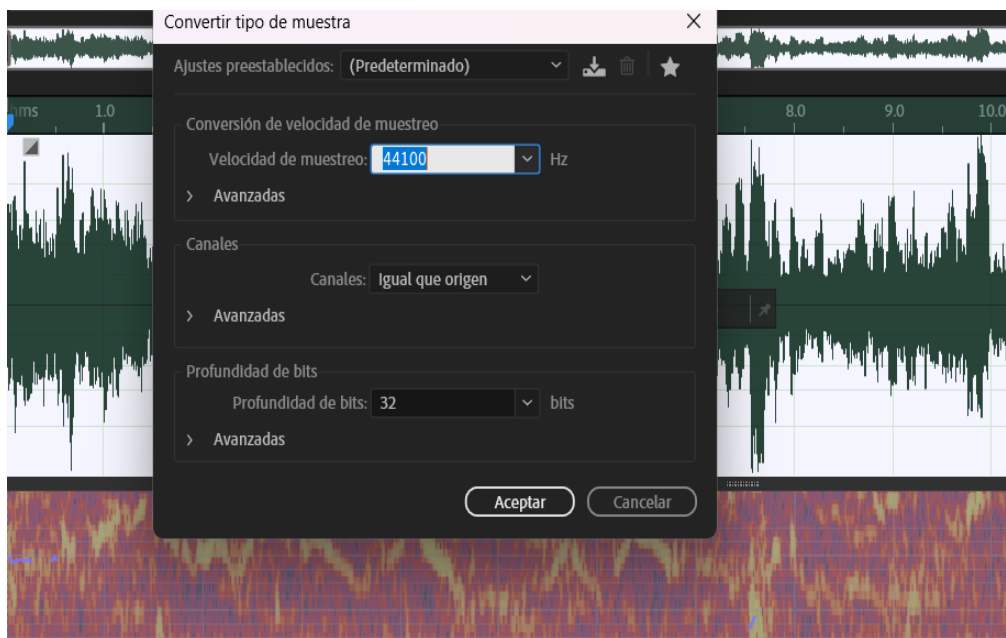 Convertir tipo de muestra
Ajustes preestablecidos: (Predeterminado)
hms 1.0 8.0 9.0 10.0
Conversión de velocidad de muestreo
Velocidad de muestreo: 44100 Hz
Avanzadas
Canales
Canales: Igual que origen
Avanzadas
Profundidad de bits
Profundidad de bits: 32 bits
Avanzadas
Aceptar Cancelar